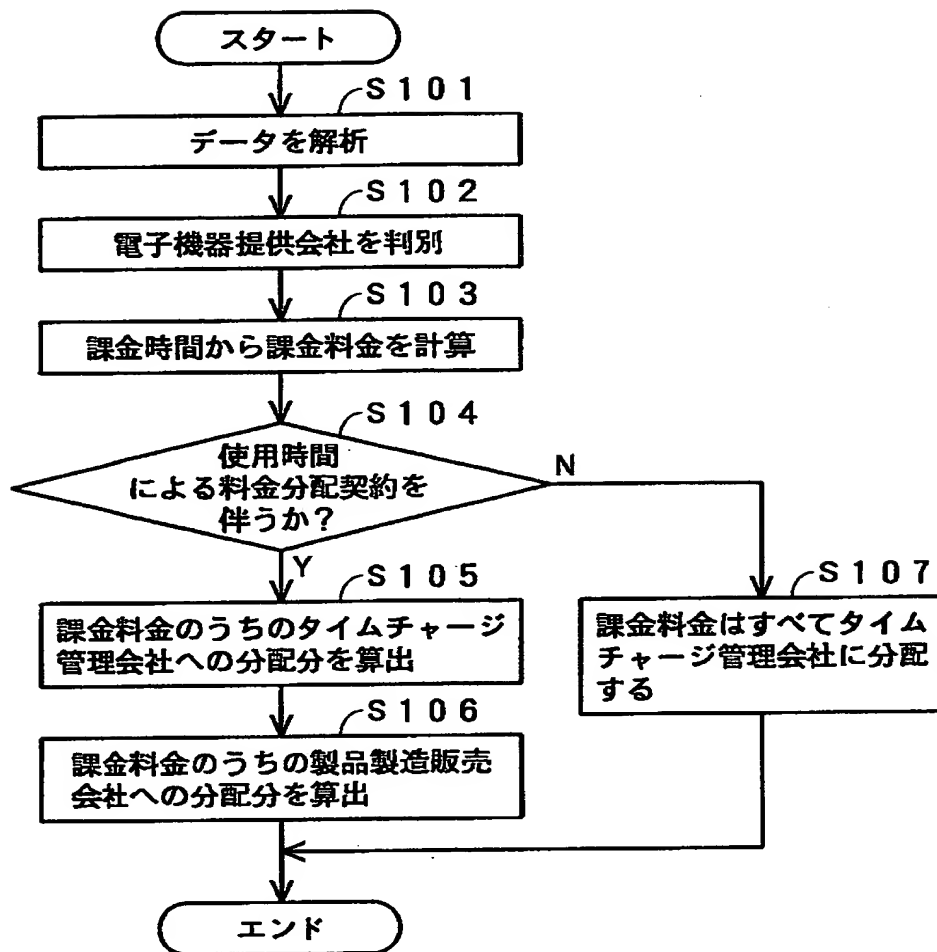 スタート
S101
データを解析
S102
電子機器提供会社を判別
S103
課金時間から課金料金を計算
S104
使用時間
による料金分配契約を
伴うか?
N
Y
S105
課金料金のうちのタイムチャージ
管理会社への分配分を算出
S107
課金料金はすべてタイム
チャージ管理会社に分配
する
S106
課金料金のうちの製品製造販売
会社への分配分を算出
エンド